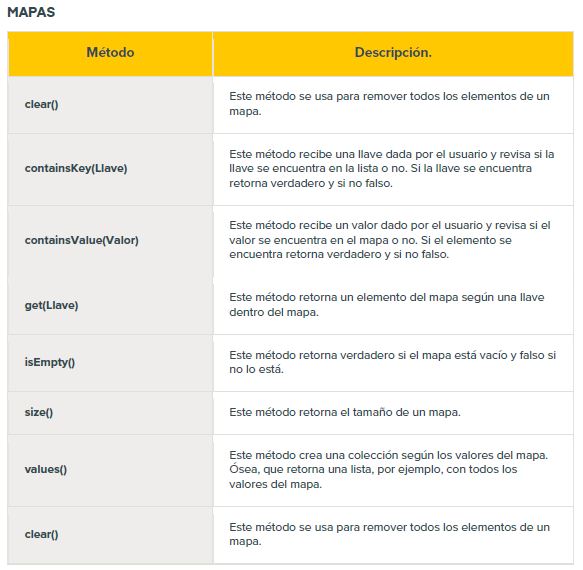 MAPAS
Método
Descripción.
clear()
Este método se usa para remover todos los elementos de un
mapa.
containsKey(Llave)
Este método recibe una llave dada por el usuario y revisa si la
llave se encuentra en la lista o no. Si la llave se encuentra
retorna verdadero y si no falso.
containsValue(Valor)
Este método recibe un valor dado por el usuario y revisa si el
valor se encuentra en el mapa o no. Si el elemento se
encuentra retorna verdadero y si no falso.
get(Llave)
Este método retorna un elemento del mapa según una llave
dentro del mapa.
isEmpty()
Este método retorna verdadero si el mapa está vacío y falso si
no lo está.
size()
Este método retorna el tamaño de un mapa.
values()
Este método crea una colección según los valores del mapa.
Ósea, que retorna una lista, por ejemplo, con todos los
valores del mapa.
clear()
Este método se usa para remover todos los elementos de un
mapa.